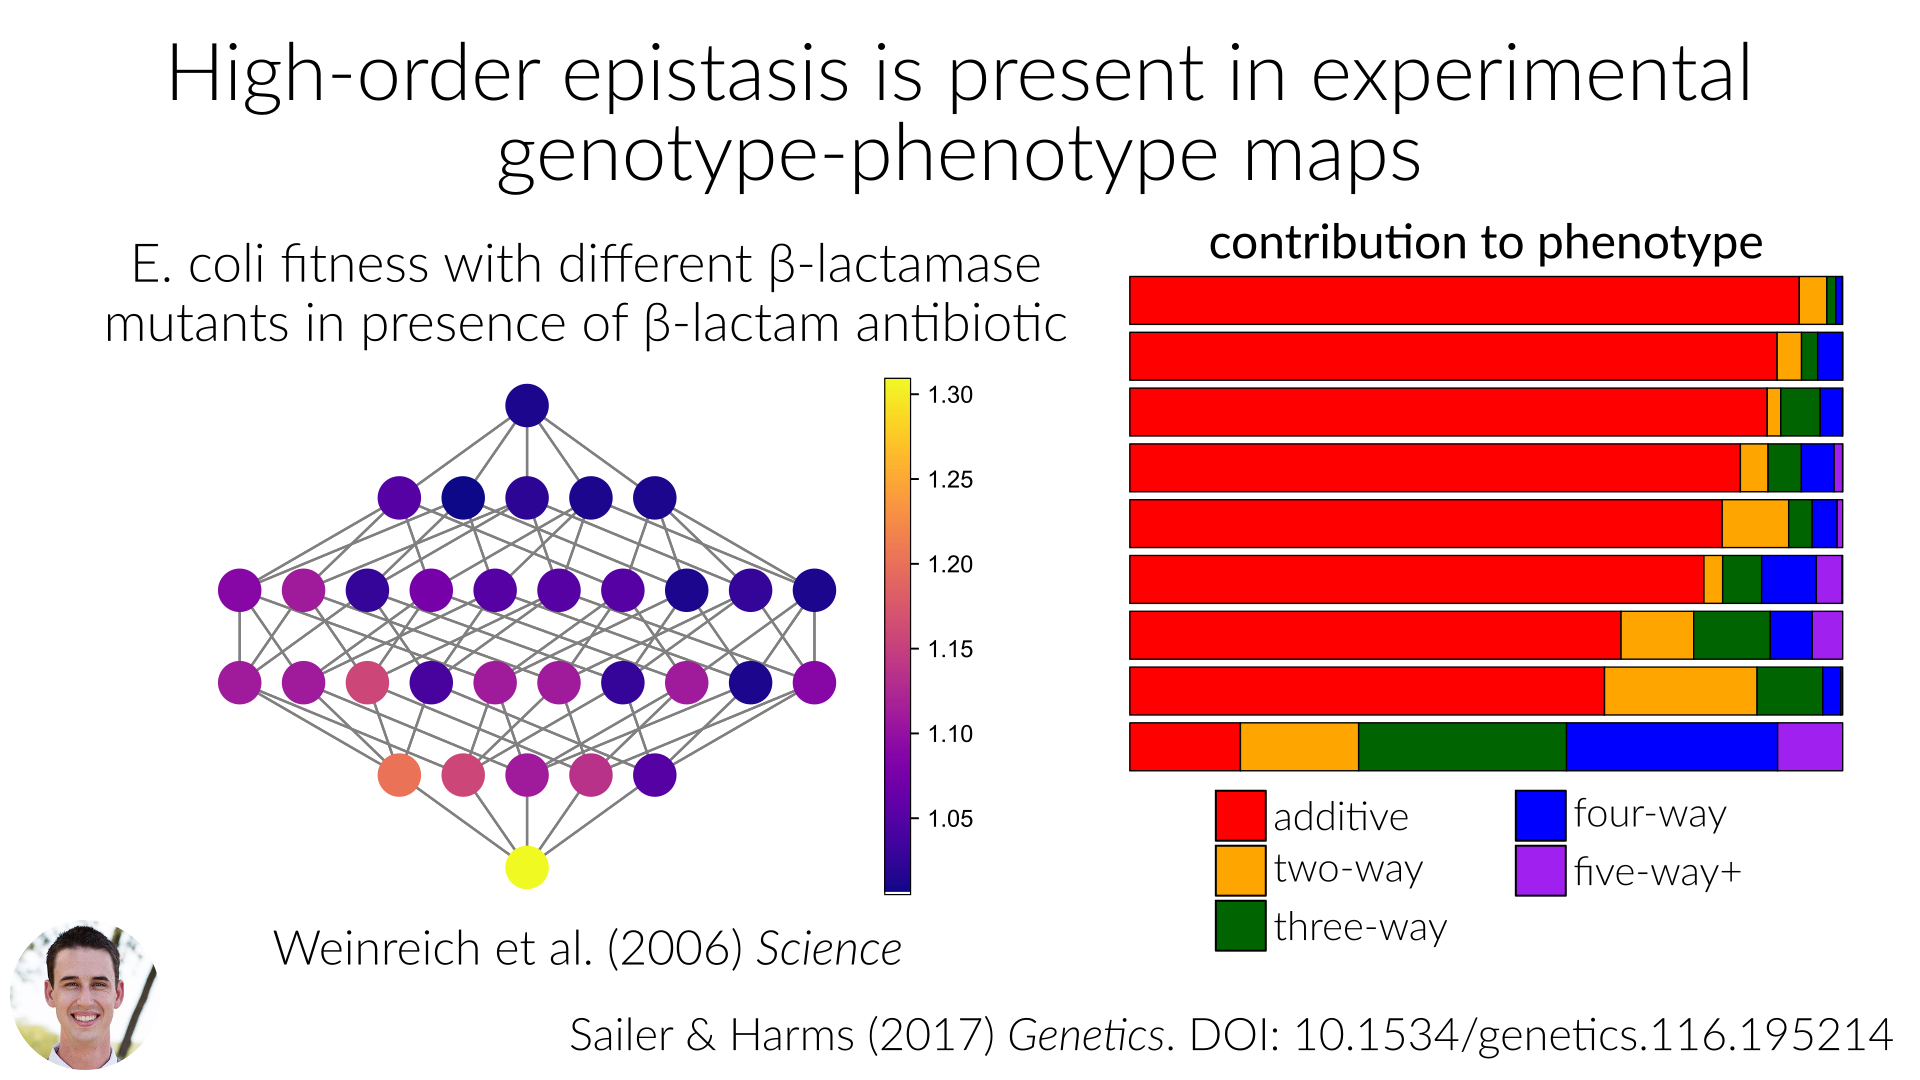 High-order epistasis is present in experimental
genotype-phenotype maps
E. coli fitness with different β-lactamase
mutants in presence of β-lactam antibiotic
1.30
1.25
1.20
1.15
1.10
1.05
Weinreich et al. (2006) Science
contribution to phenotype
additive
two-way
three-way
four-way
five-way+
Sailer & Harms (2017) Genetics. DOI: 10.1534/genetics.116.195214